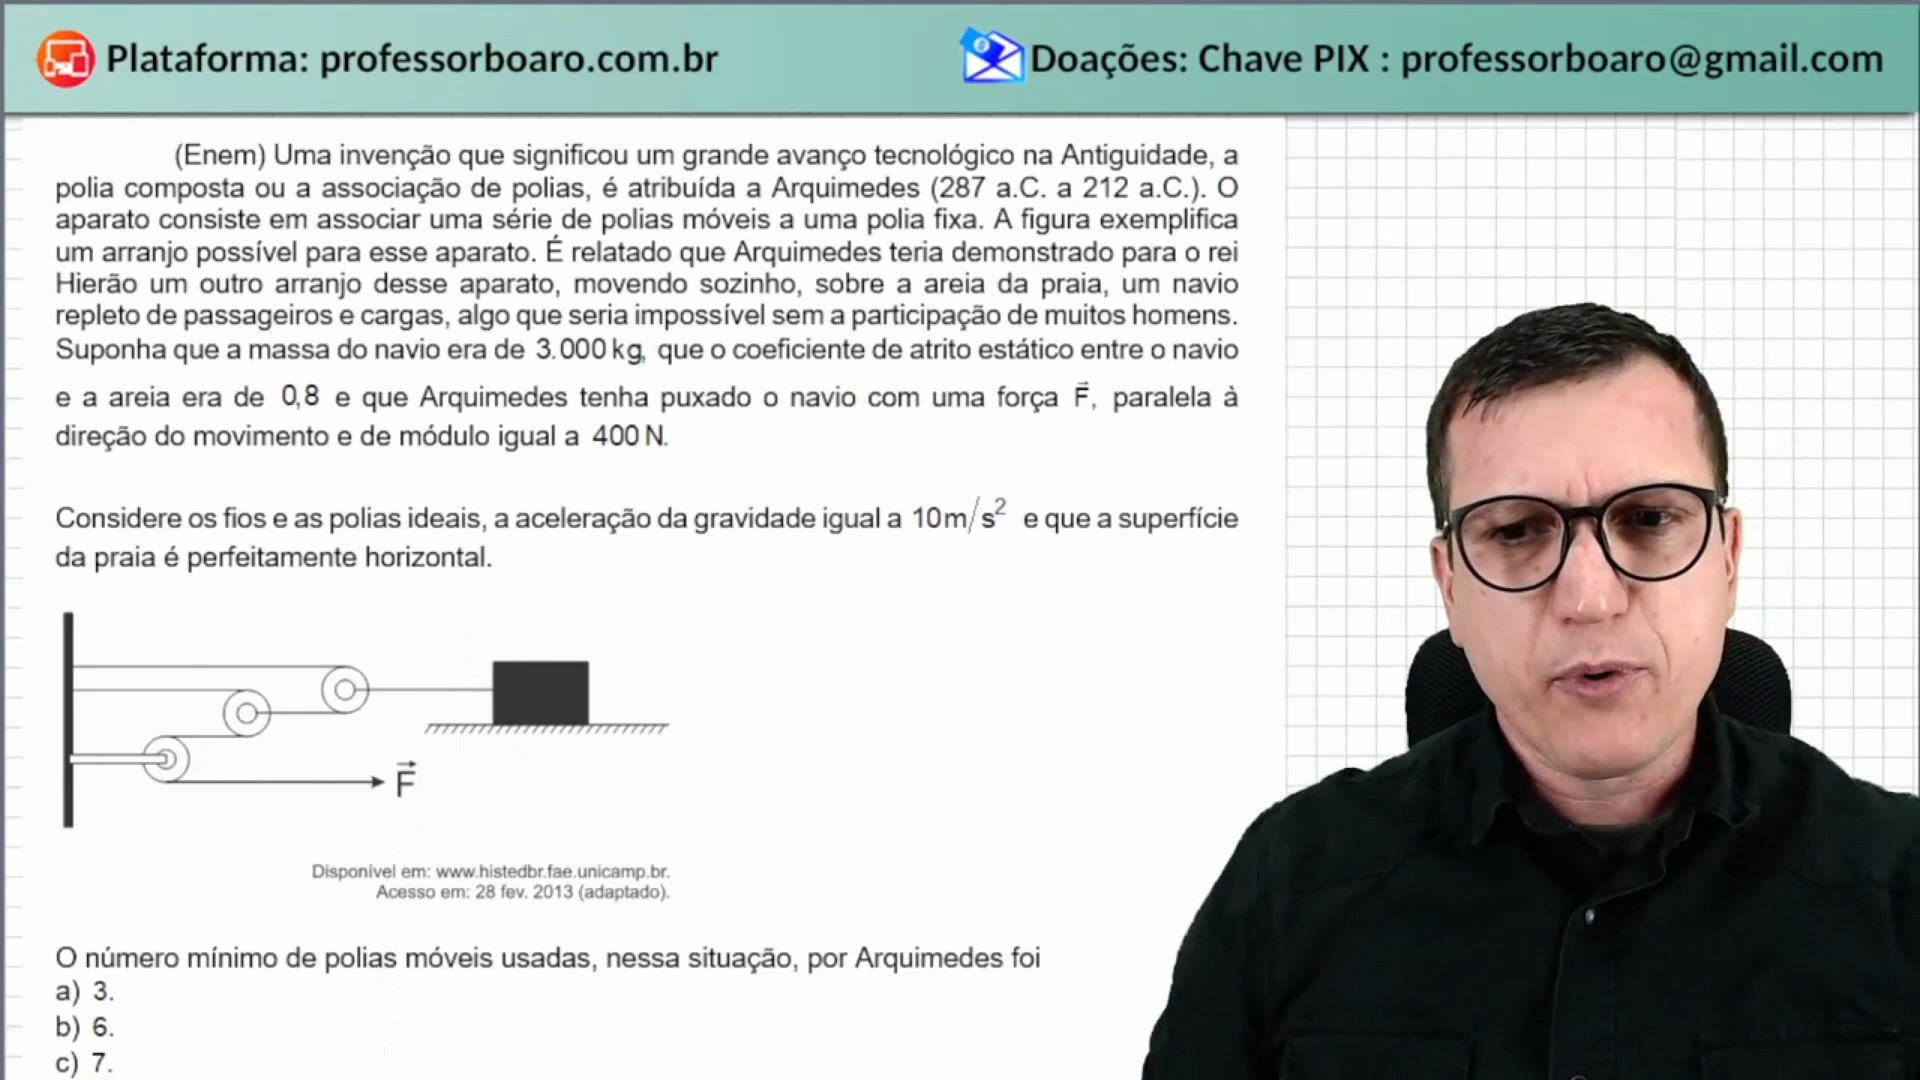 Plataforma: professorboaro.com.br
Doações: Chave PIX : professorboaro@gmail.com
(Enem) Uma invenção que significou um grande avanço tecnológico na Antiguidade, a
polia composta ou a associação de polias, é atribuída a Arquimedes (287 a.C. a 212 a.C.). O
aparato consiste em associar uma série de polias móveis a uma polia fixa. A figura exemplifica
um arranjo possível para esse aparato. É relatado que Arquimedes teria demonstrado para o rei
Hierão um outro arranjo desse aparato, movendo sozinho, sobre a areia da praia, um navio
repleto de passageiros e cargas, algo que seria impossível sem a participação de muitos homens.
Suponha que a massa do navio era de 3.000 kg, que o coeficiente de atrito estático entre o navio
e a areia era de 0,8 e que Arquimedes tenha puxado o navio com uma força F⃗, paralela à
direção do movimento e de módulo igual a 400 N.
Considere os fios e as polias ideais, a aceleração da gravidade igual a 10 m/s² e que a superfície
da praia é perfeitamente horizontal.
F⃗
Disponível em: www.histedbr.fae.unicamp.br.
Acesso em: 28 fev. 2013 (adaptado).
O número mínimo de polias móveis usadas, nessa situação, por Arquimedes foi
a) 3.
b) 6.
c) 7.